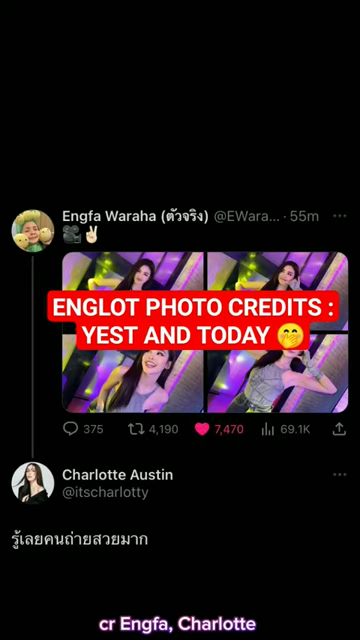 Engfa Waraha (ตัวจริง) @EWara... · 55m
🎥✌🏻
ENGLOT PHOTO CREDITS :
YEST AND TODAY 🤭
375 4,190 7,470 69.1K
Charlotte Austin
@itscharlotty
รู้เลยคนถ่ายสวยมาก
cr Engfa, Charlotte